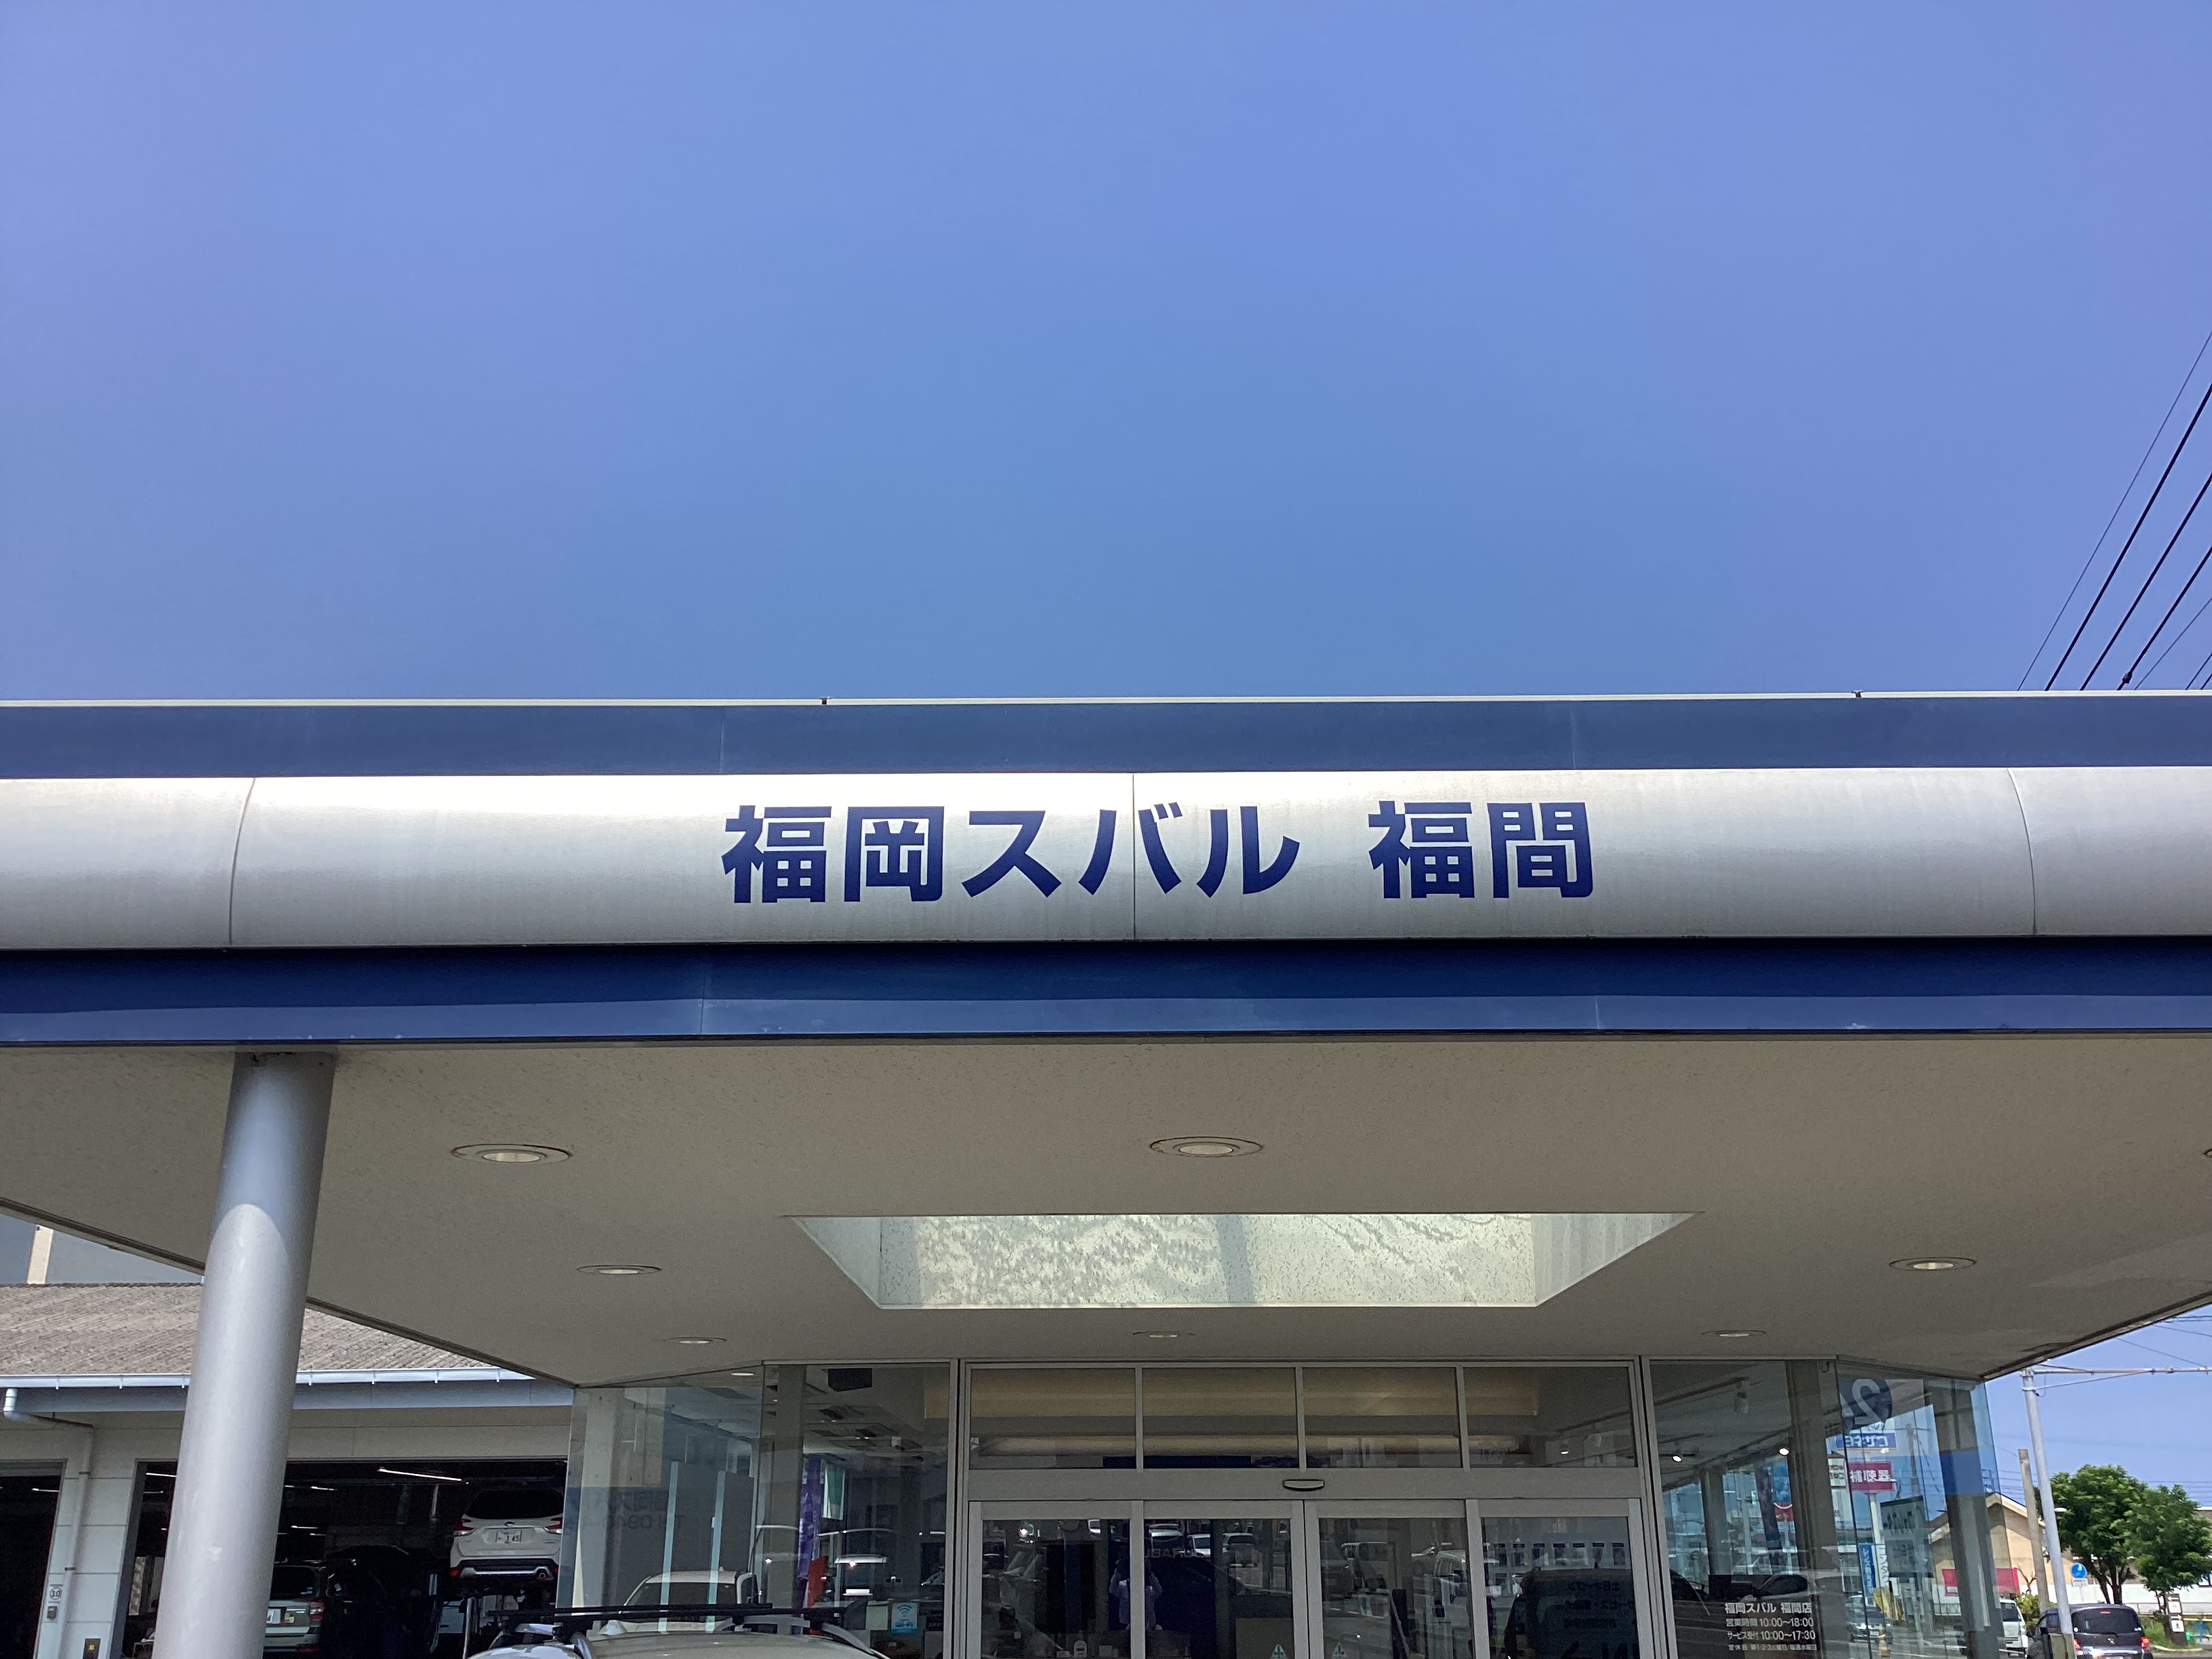 福岡スバル 福間
福岡スバル 福間店
営業時間 10:00〜18:00
サービス受付 10:00〜17:30